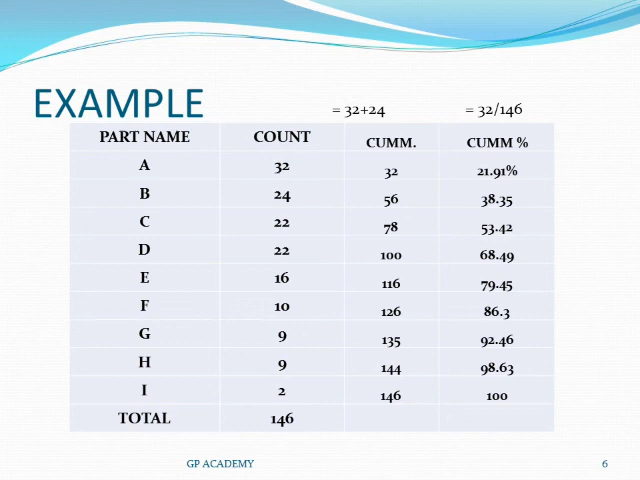 EXAMPLE = 32+24 = 32/146
PART NAME COUNT CUMM. CUMM %
A 32 32 21.91%
B 24 56 38.35
C 22 78 53.42
D 22 100 68.49
E 16 116 79.45
F 10 126 86.3
G 9 135 92.46
H 9 144 98.63
I 2 146 100
TOTAL 146
GP ACADEMY 6